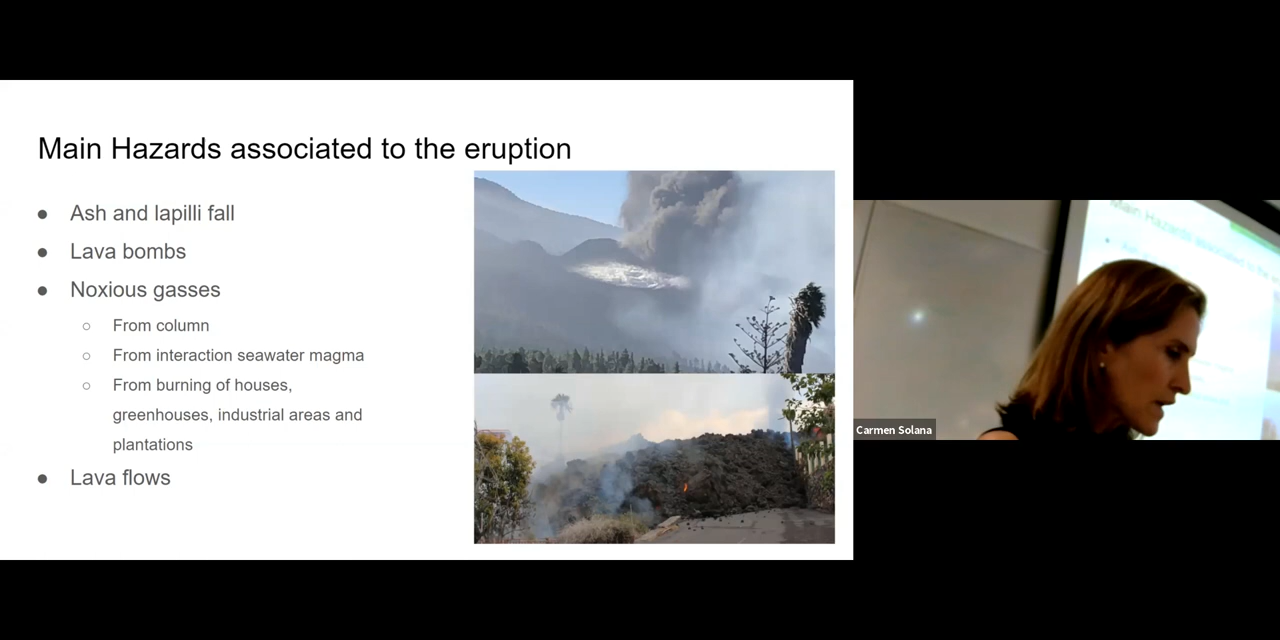 Main Hazards associated to the eruption
● Ash and lapilli fall
● Lava bombs
● Noxious gasses
○ From column
○ From interaction seawater magma
○ From burning of houses,
greenhouses, industrial areas and
plantations
● Lava flows
Carmen Solana